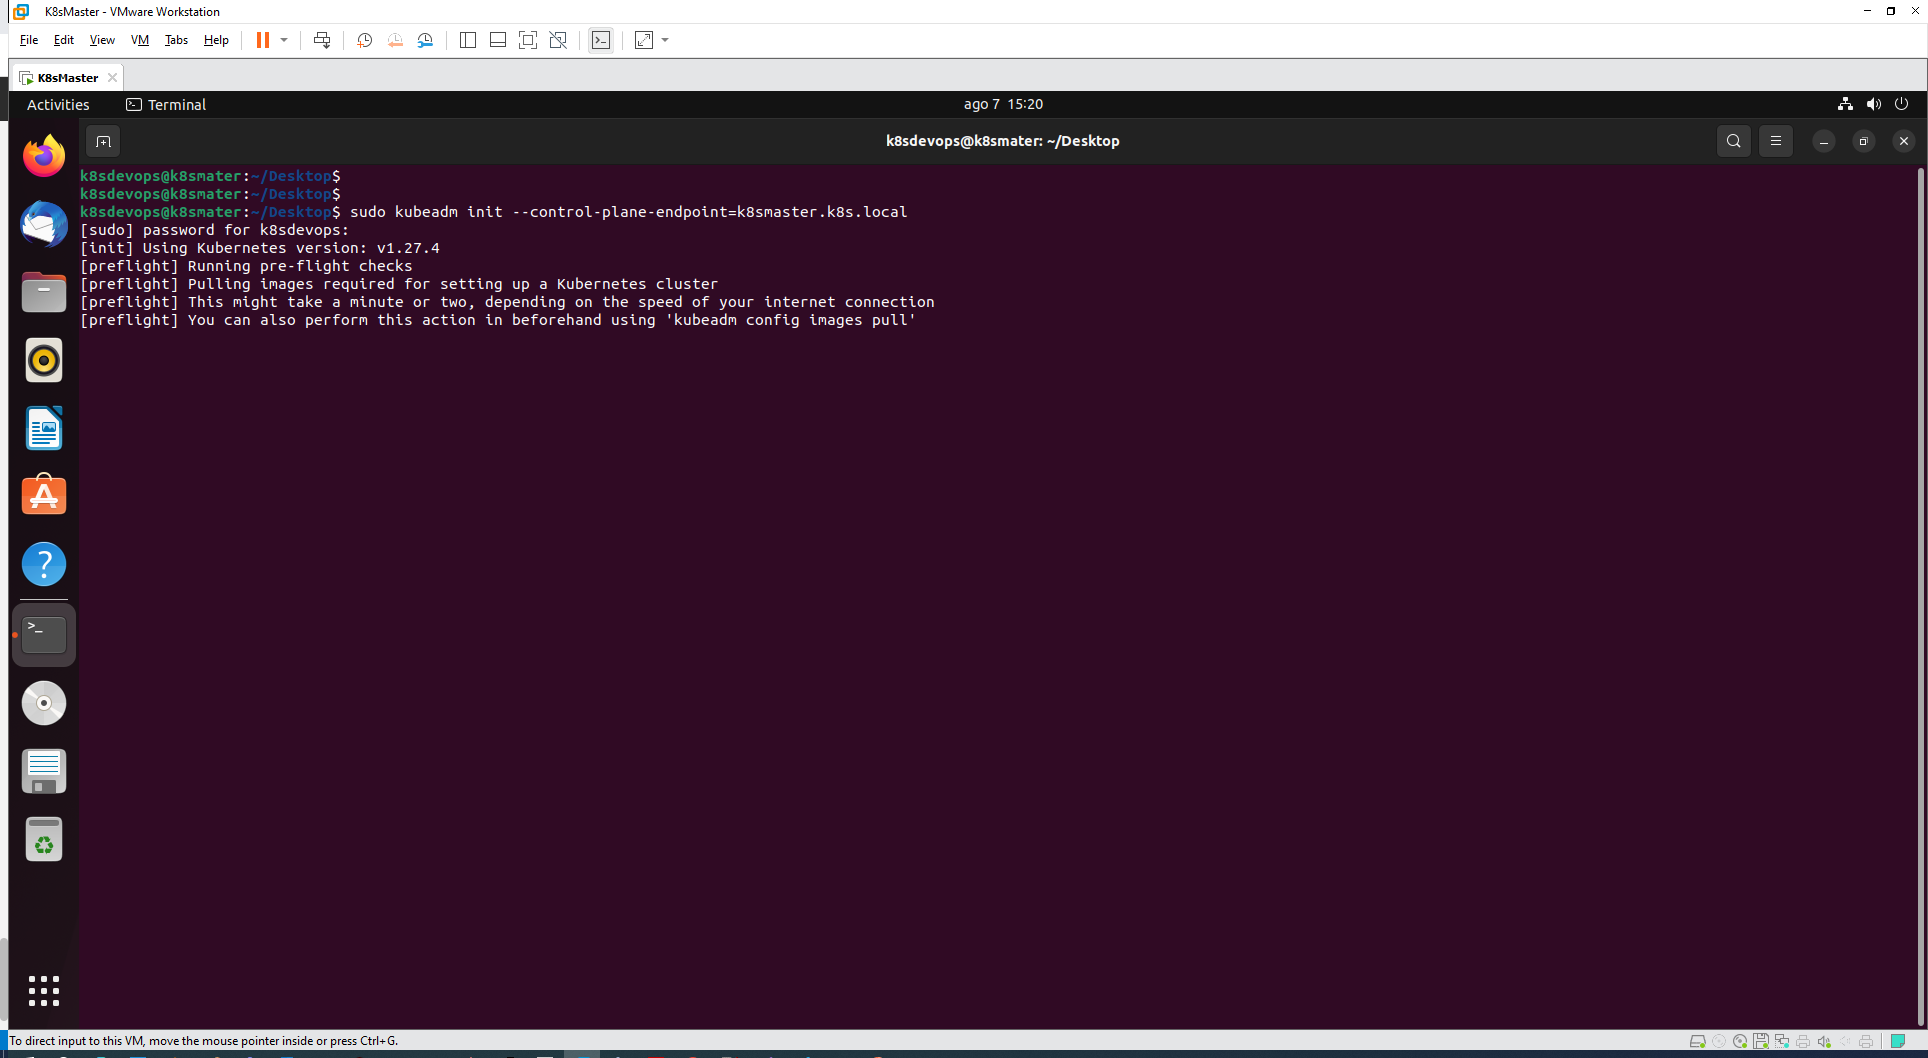 K8sMaster - VMware Workstation
File Edit View VM Tabs Help
K8sMaster
Activities Terminal ago 7 15:20
k8sdevops@k8smater: ~/Desktop
k8sdevops@k8smater:~/Desktop$
k8sdevops@k8smater:~/Desktop$
k8sdevops@k8smater:~/Desktop$ sudo kubeadm init --control-plane-endpoint=k8smaster.k8s.local
[sudo] password for k8sdevops:
[init] Using Kubernetes version: v1.27.4
[preflight] Running pre-flight checks
[preflight] Pulling images required for setting up a Kubernetes cluster
[preflight] This might take a minute or two, depending on the speed of your internet connection
[preflight] You can also perform this action in beforehand using 'kubeadm config images pull'
To direct input to this VM, move the mouse pointer inside or press Ctrl+G.